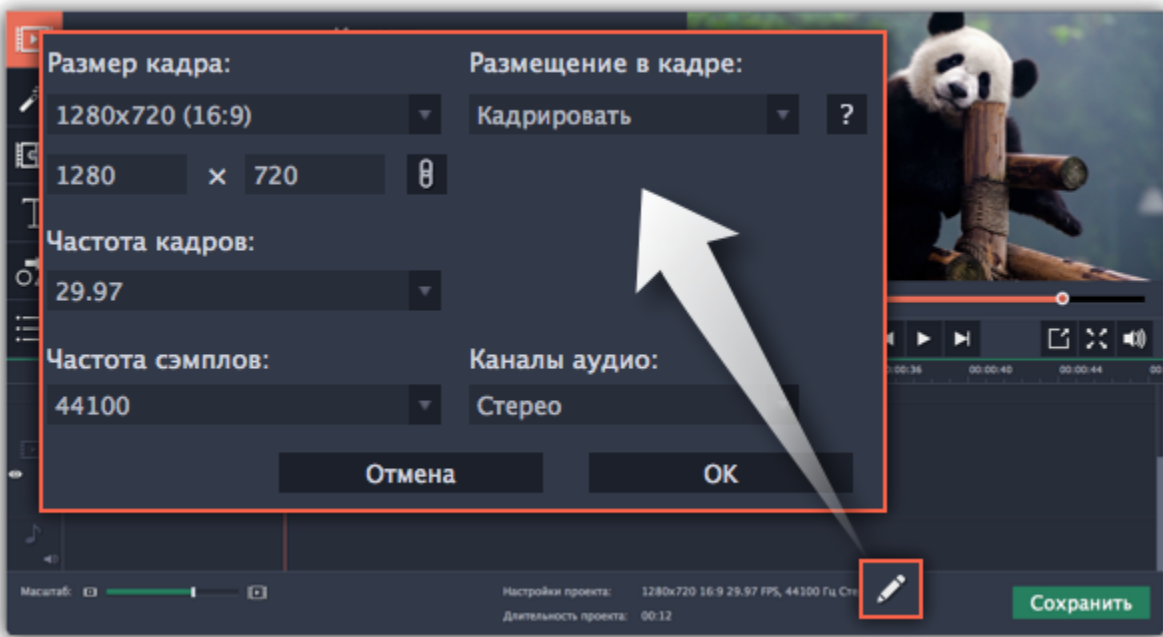 Размер кадра:
Размещение в кадре:
1280x720 (16:9)
Кадрировать
?
1280 × 720
Частота кадров:
29.97
Частота сэмплов:
Каналы аудио:
44100
Стерео
Отмена
OK
00:00:36 00:00:40 00:00:44
Масштаб:
Настройки проекта: 1280x720 16:9 29.97 FPS, 44100 Гц
Длительность проекта: 00:12
Сохранить